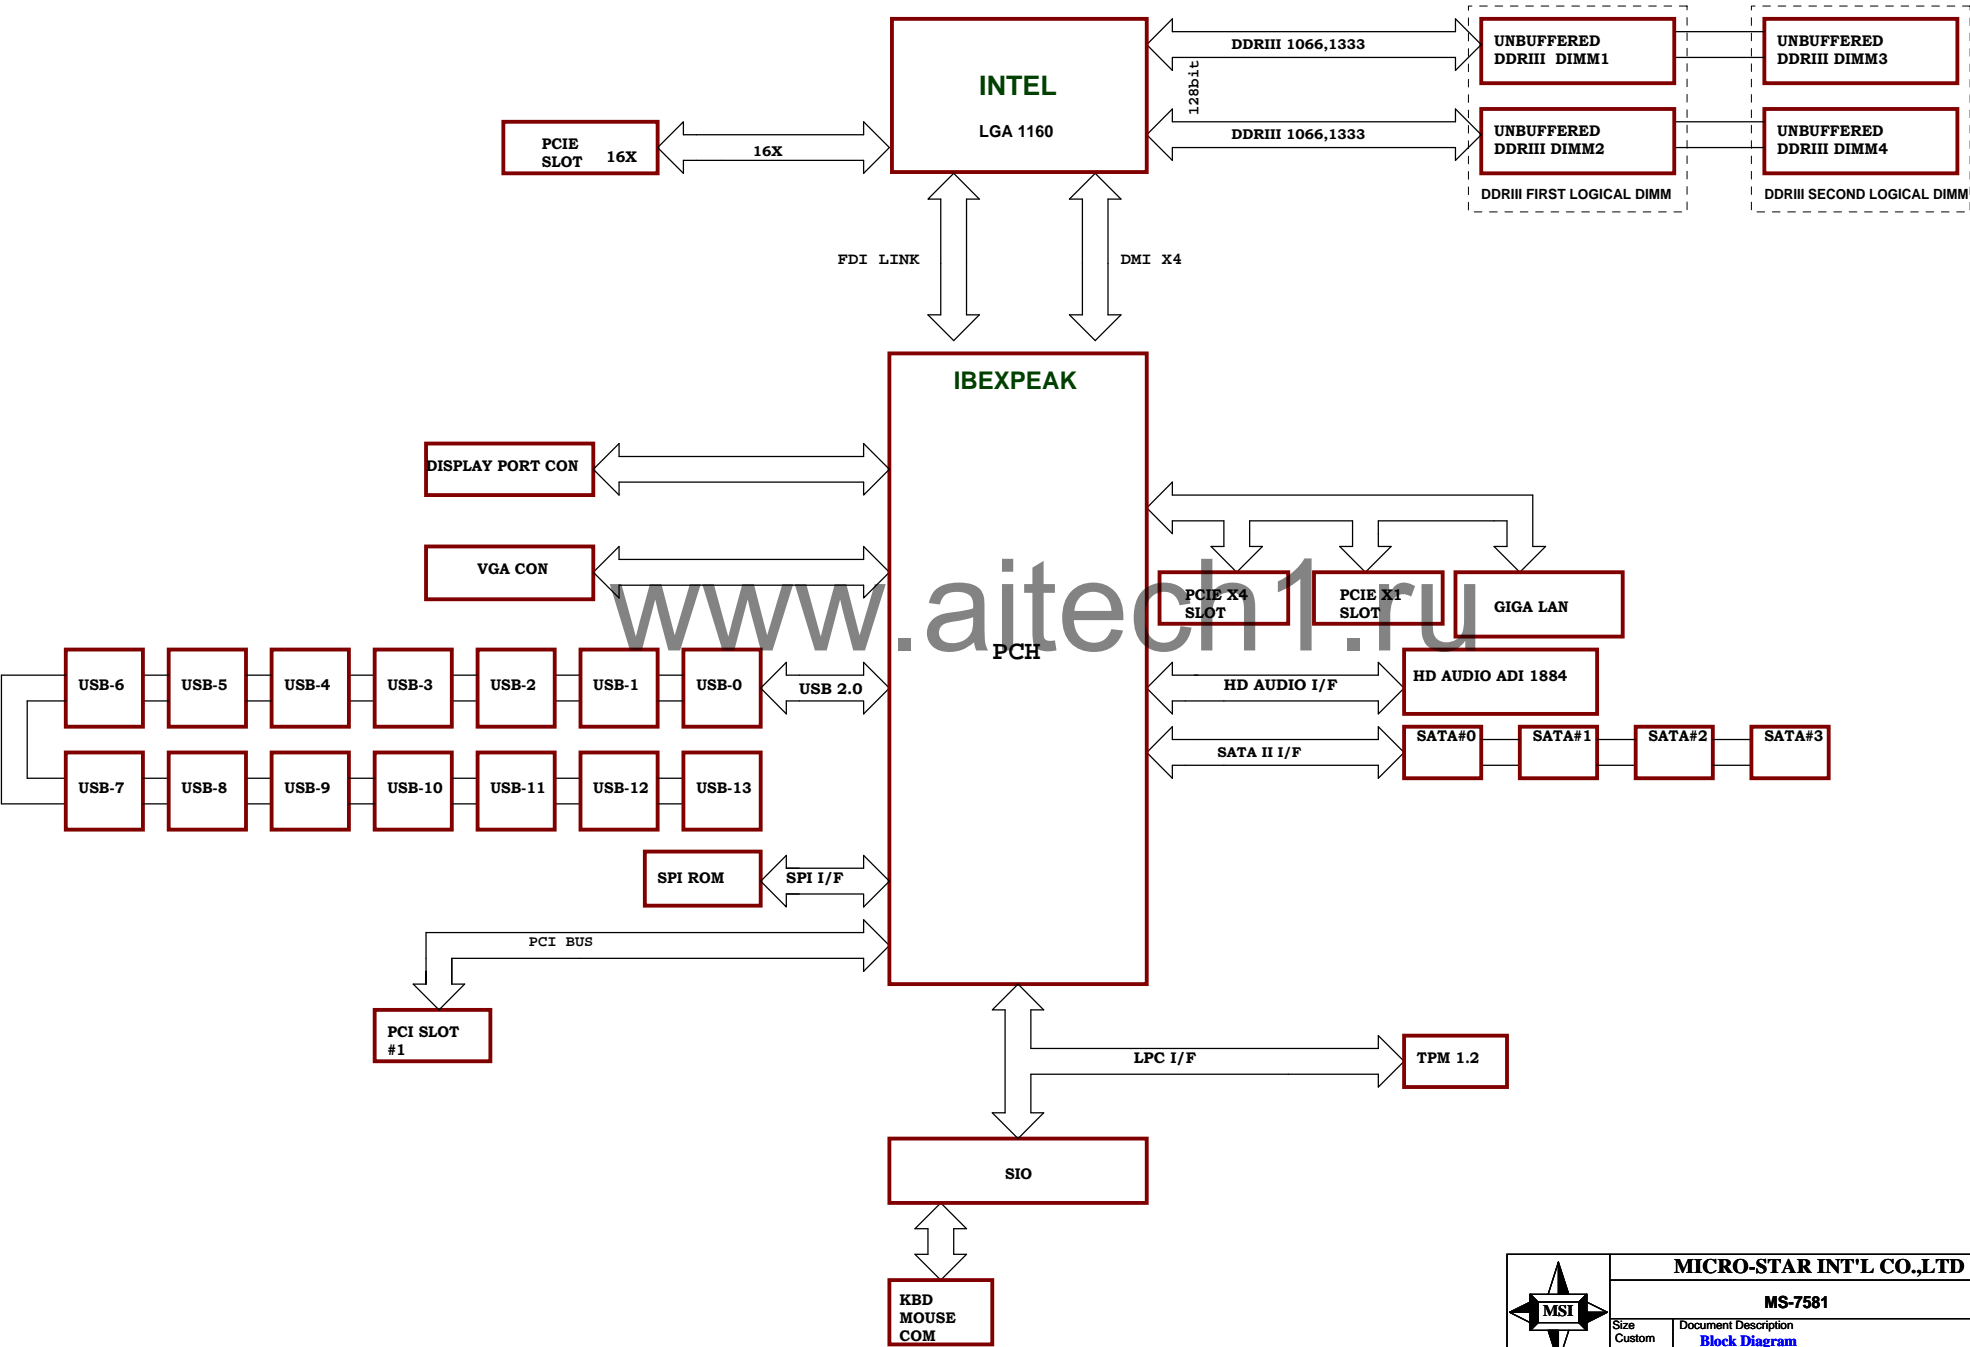 INTEL
LGA 1160
DDRIII 1066,1333
128bit
DDRIII 1066,1333
UNBUFFERED
DDRIII DIMM1
UNBUFFERED
DDRIII DIMM3
UNBUFFERED
DDRIII DIMM2
UNBUFFERED
DDRIII DIMM4
DDRIII FIRST LOGICAL DIMM
DDRIII SECOND LOGICAL DIMM
PCIE
SLOT 16X
16X
FDI LINK
DMI X4
IBEXPEAK
PCH
DISPLAY PORT CON
VGA CON
PCIE X4
SLOT
PCIE X1
SLOT
GIGA LAN
www.aitech1.ru
USB-6
USB-5
USB-4
USB-3
USB-2
USB-1
USB-0
USB 2.0
HD AUDIO I/F
HD AUDIO ADI 1884
SATA II I/F
SATA#0
SATA#1
SATA#2
SATA#3
USB-7
USB-8
USB-9
USB-10
USB-11
USB-12
USB-13
SPI ROM
SPI I/F
PCI BUS
PCI SLOT
#1
LPC I/F
TPM 1.2
SIO
KBD
MOUSE
COM
MSI
MICRO-STAR INT'L CO.,LTD
MS-7581
Size
Custom
Document Description
Block Diagram